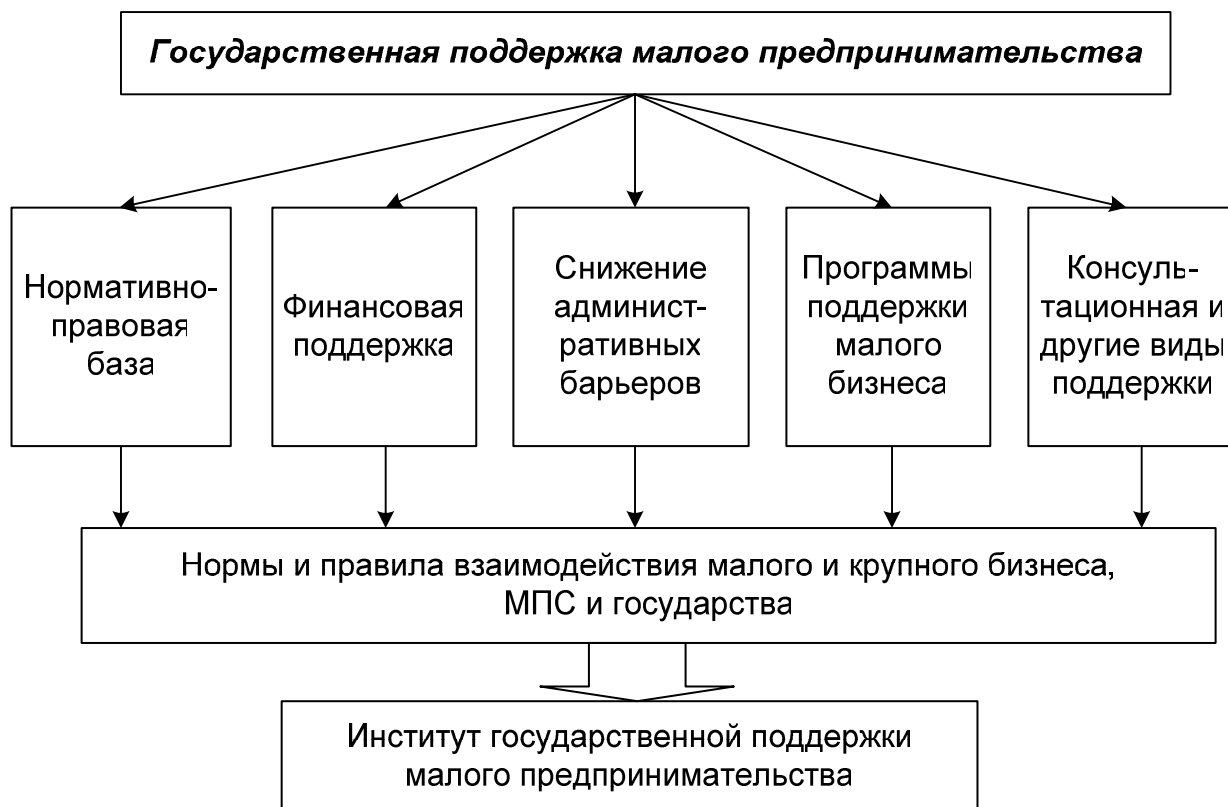 Государственная поддержка малого предпринимательства
Нормативно-
правовая
база
Финансовая
поддержка
Снижение
админист-
ративных
барьеров
Программы
поддержки
малого
бизнеса
Консуль-
тационная и
другие виды
поддержки
Нормы и правила взаимодействия малого и крупного бизнеса,
МПС и государства
Институт государственной поддержки
малого предпринимательства